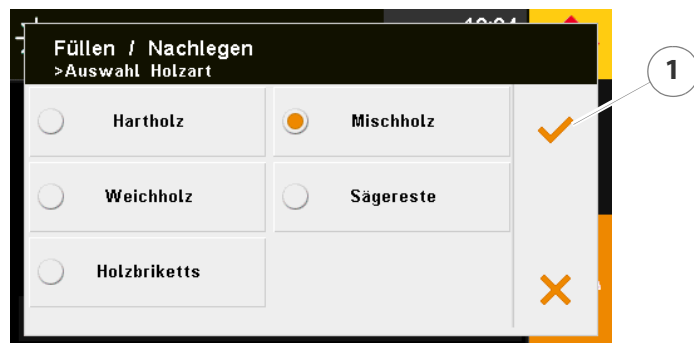 Füllen / Nachlegen
>Auswahl Holzart
1
Hartholz
Mischholz
Weichholz
Sägereste
Holzbriketts